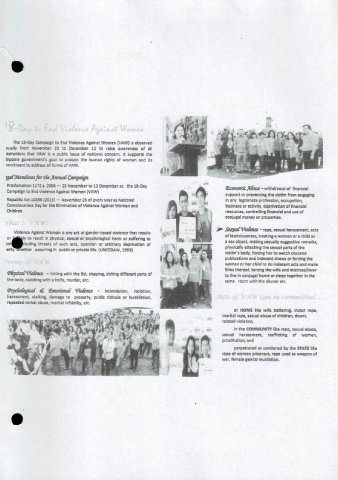 18-Day to End Violence Against Women
The 18-Day Campaign to End Violence Against Women (VAW) is observed
annually from November 25 to December 12 to raise awareness of all
stakeholders that VAW is a public issue of national concern. It supports the
Philippine government's goal to protect the human rights of women and its
commitment to address all forms of VAW.
Legal Mandates for the Annual Campaign
Proclamations 1172 s. 2006 — 25 November to 12 December as the 18-Day
Campaign to End Violence Against Women (VAW)
Republic Act 10398 (2013) — November 25 of every year as National
Consciousness Day for the Elimination of Violence Against Women and
Children.
What is VAW?
Violence Against Women is any act of gender-based violence that results
or likely to result in physical, sexual or psychological harm or suffering to
including threats of such acts, coercion or arbitrary deprivation of
occurring in public or private life. (UNCEDAW, 1993)
Forms of VAW
Physical Violence - hitting with the fist, slapping, kicking different parts of
the body, stabbing with a knife, murder, etc.
Psychological & Emotional Violence - intimidation, isolation,
harassment, stalking, damage to property, public ridicule or humiliation,
repeated verbal abuse, marital infidelity, etc.
Economic Abuse - withdrawal of financial
support or preventing the victim from engaging
in any legitimate profession, occupation,
business or activity, deprivation of financial
resources, controlling financial and use of
conjugal money or properties.
➢ Sexual Violence - rape, sexual harassment, acts
of lasciviousness, treating a woman or child as
a sex object, making sexually suggestive remarks,
physically attacking the sexual parts of the
victim's body, forcing her to watch obscene
publications and indecent shows or forcing the
woman or her child to do indecent acts and make
films thereof, forcing the wife and mistress/lover
to live in conjugal home or sleep together in the
same room with the abuser etc.
Acts of VAW can be committed
at HOME like wife battering, incest rape,
marital rape, sexual abuse of children, dowry
related violence;
in the COMMUNITY like rape, sexual abuse,
sexual harassment, trafficking of women,
prostitution; and
perpetrated or condoned by the STATE like
rape of women prisoners, rape used as weapon of
war, female genital mutilation.